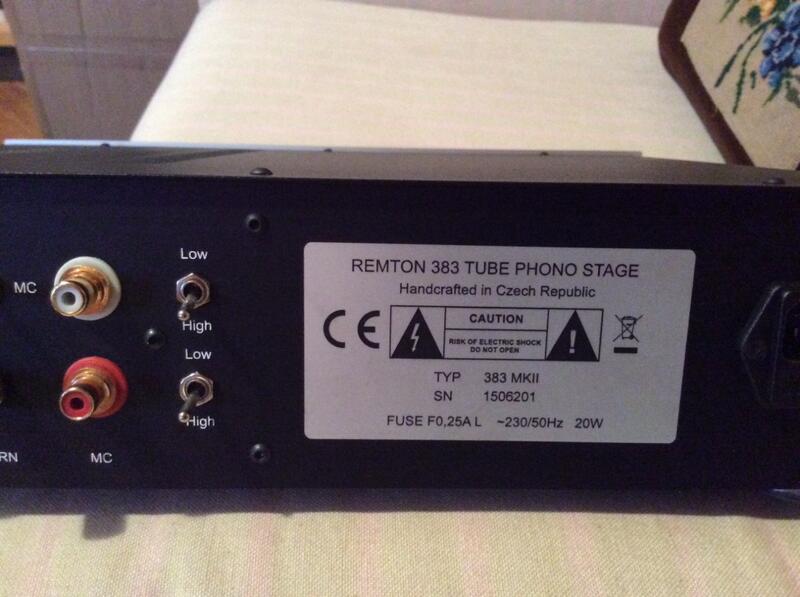 MC
Low
High
Low
High
RN
MC
REMTON 383 TUBE PHONO STAGE
Handcrafted in Czech Republic
CE
CAUTION
RISK OF ELECTRIC SHOCK
DO NOT OPEN
TYP 383 MKII
SN 1506201
FUSE F0,25A L ~230/50Hz 20W